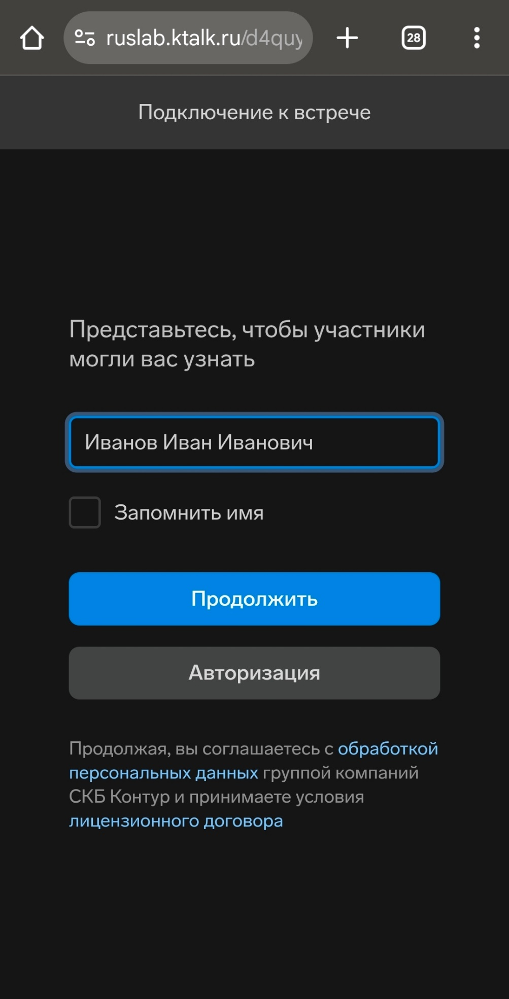 ruslab.ktalk.ru/d4quy
28
Подключение к встрече
Представьтесь, чтобы участники
могли вас узнать
Иванов Иван Иванович
Запомнить имя
Продолжить
Авторизация
Продолжая, вы соглашаетесь с обработкой
персональных данных группой компаний
СКБ Контур и принимаете условия
лицензионного договора